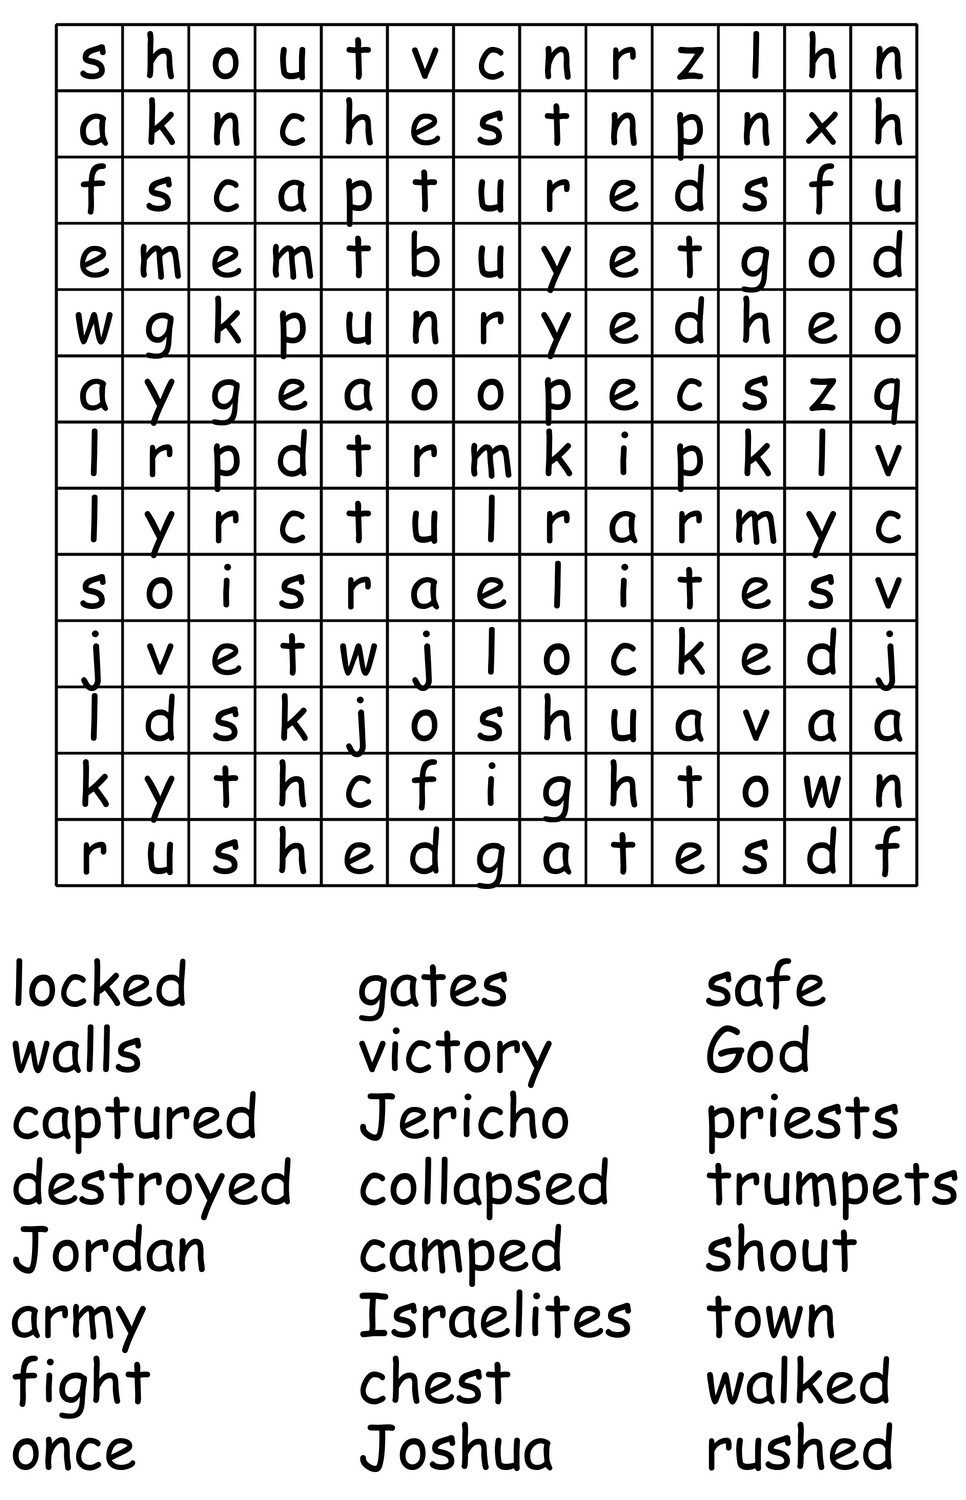 s h o u t v c n r z l h n
a k n c h e s t n p n x h
f s c a p t u r e d s f u
e m e m t b u y e t g o d
w g k p u n r y e d h e o
a y g e a o o p e c s z q
l r p d t r m k i p k l v
l y r c t u l r a r m y c
s o i s r a e l i t e s v
j v e t w j l o c k e d j
l d s k j o s h u a v a a
k y t h c f i g h t o w n
r u s h e d g a t e s d f
locked gates safe
walls victory God
captured Jericho priests
destroyed collapsed trumpets
Jordan camped shout
army Israelites town
fight chest walked
once Joshua rushed